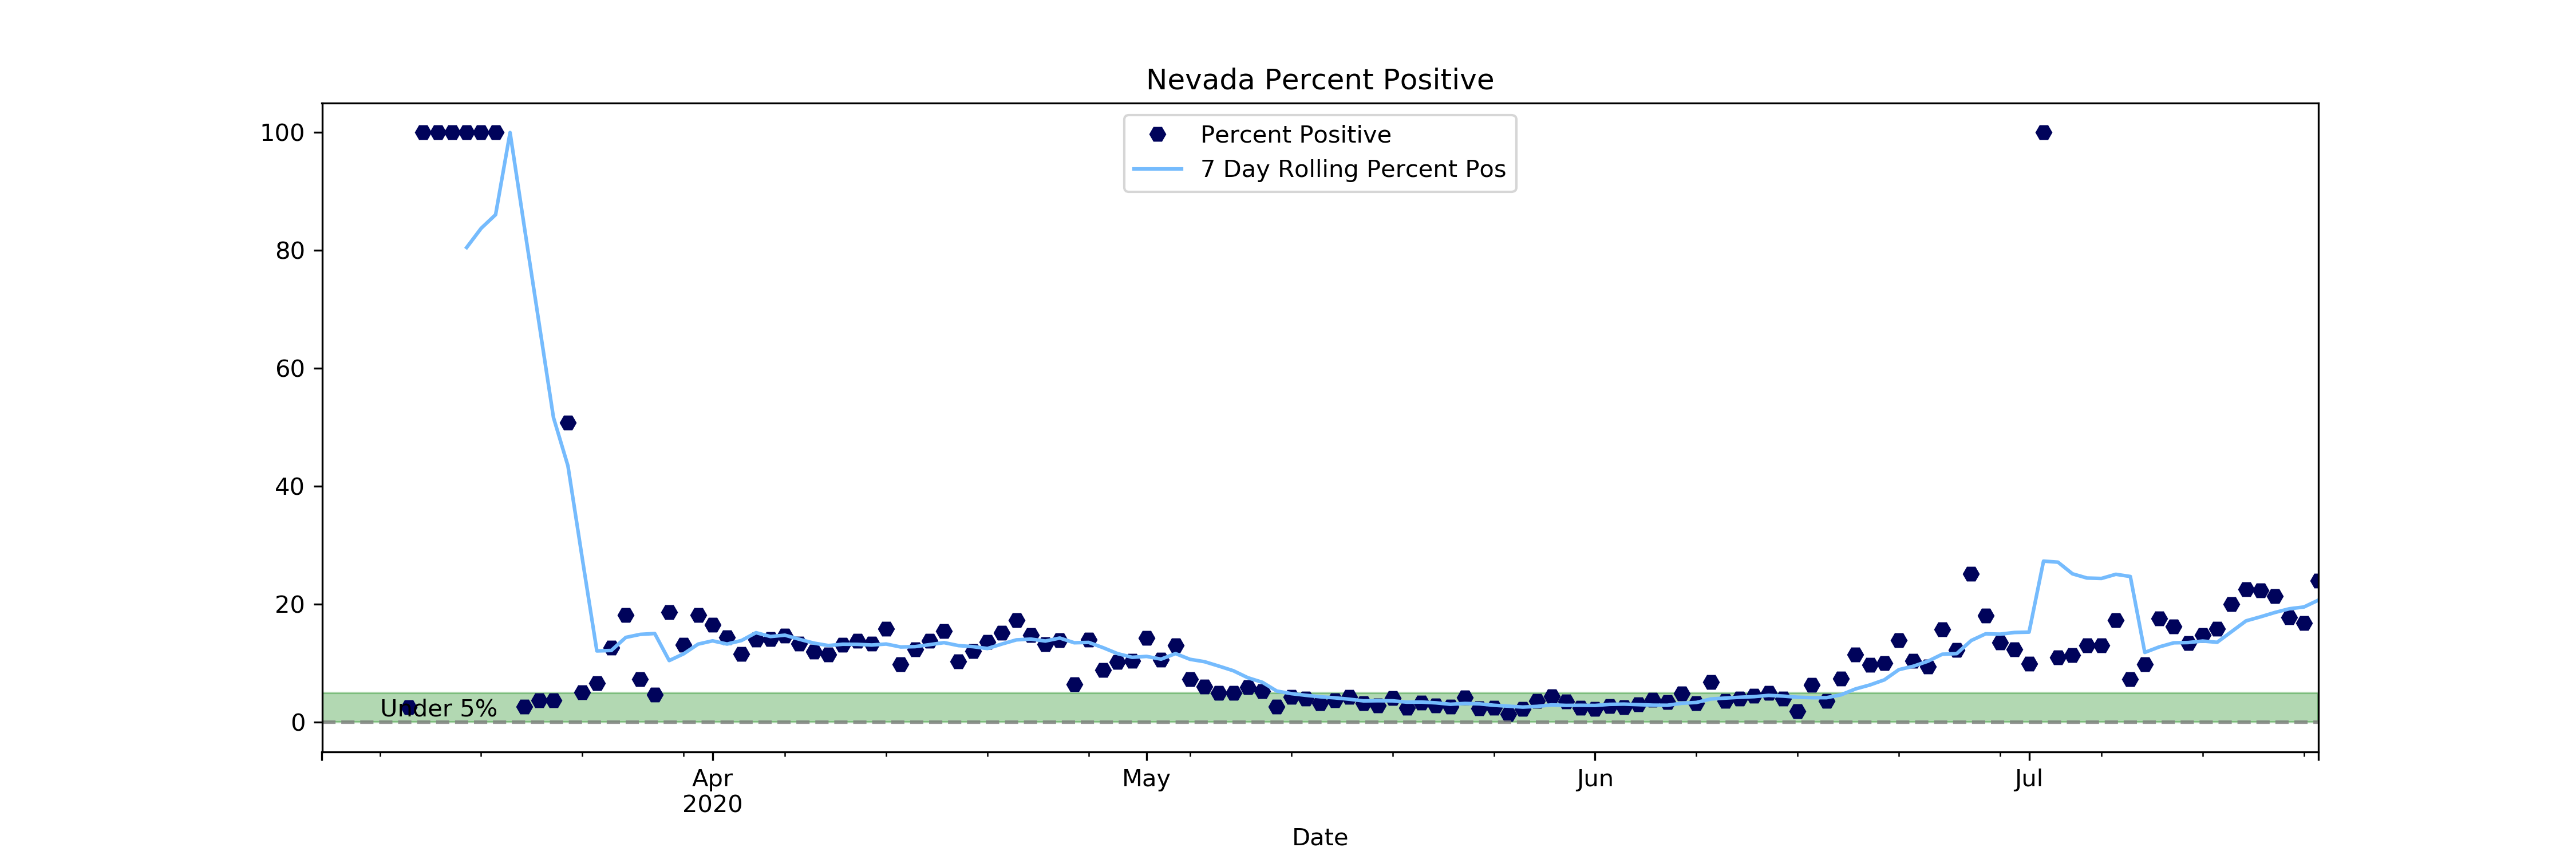 Nevada Percent Positive
Percent Positive
7 Day Rolling Percent Pos
100
80
60
40
20
0
Under 5%
Apr
2020
May
Jun
Jul
Date